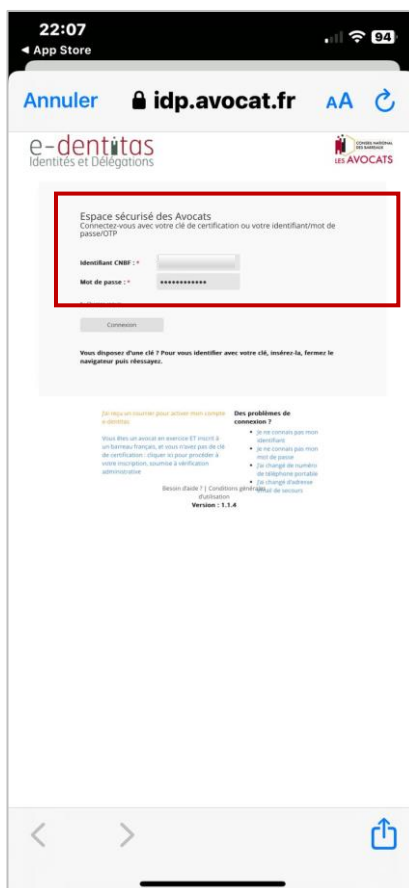 22:07
94
◀ App Store
Annuler
idp.avocat.fr
AA
e-dentitas
Identités et Délégations
CONSEIL NATIONAL
DES BARREAUX
LES AVOCATS
Espace sécurisé des Avocats
Connectez-vous avec votre clé de certification ou votre identifiant/mot de
passe/OTP
Identifiant CNBF : *
Mot de passe : *
••••••••••••
Connexion
Vous disposez d'une clé ? Pour vous identifier avec votre clé, insérez-la, fermez le
navigateur puis réessayez.
J'ai reçu un courrier pour activer mon compte
e-dentitas
Vous êtes un avocat en exercice ET inscrit à
un barreau français, et vous n'avez pas de clé
de certification : cliquer ici pour procéder à
votre inscription, soumise à vérification
administrative
Des problèmes de
connexion ?
Je ne connais pas mon
identifiant
Je ne connais pas mon
mot de passe
J'ai changé de numéro
de téléphone portable
J'ai changé d'adresse
email de secours
Besoin d'aide ? | Conditions générales
d'utilisation
Version : 1.1.4